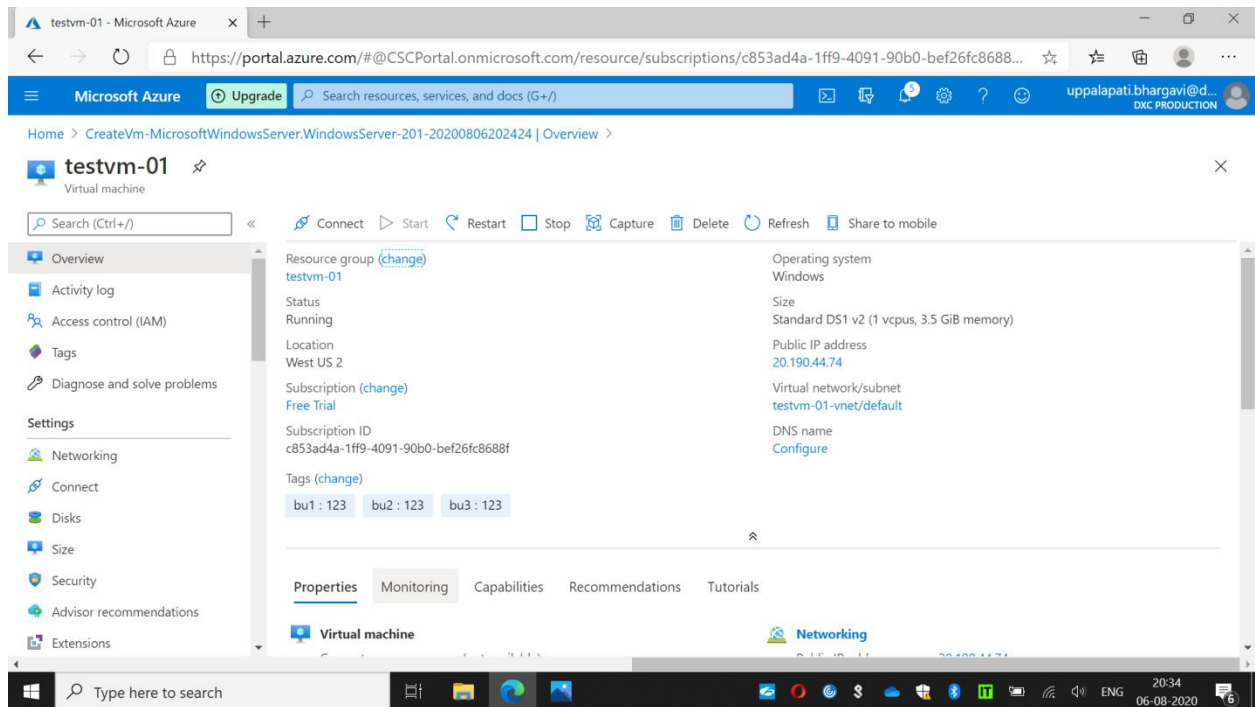 testvm-01 - Microsoft Azure
https://portal.azure.com/#@CSCPortal.onmicrosoft.com/resource/subscriptions/c853ad4a-1ff9-4091-90b0-bef26fc8688...
Microsoft Azure
Upgrade
Search resources, services, and docs (G+/)
5
uppalapati.bhargavi@d...
DXC PRODUCTION
Home > CreateVm-MicrosoftWindowsServer.WindowsServer-201-20200806202424 | Overview >
testvm-01
Virtual machine
Search (Ctrl+/)
Connect Start Restart Stop Capture Delete Refresh Share to mobile
Overview
Activity log
Access control (IAM)
Tags
Diagnose and solve problems
Settings
Networking
Connect
Disks
Size
Security
Advisor recommendations
Extensions
Resource group (change)
testvm-01
Status
Running
Location
West US 2
Subscription (change)
Free Trial
Subscription ID
c853ad4a-1ff9-4091-90b0-bef26fc8688f
Tags (change)
bu1 : 123 bu2 : 123 bu3 : 123
Operating system
Windows
Size
Standard DS1 v2 (1 vcpus, 3.5 GiB memory)
Public IP address
20.190.44.74
Virtual network/subnet
testvm-01-vnet/default
DNS name
Configure
Properties Monitoring Capabilities Recommendations Tutorials
Virtual machine
Networking
Type here to search
ENG
20:34
06-08-2020
6